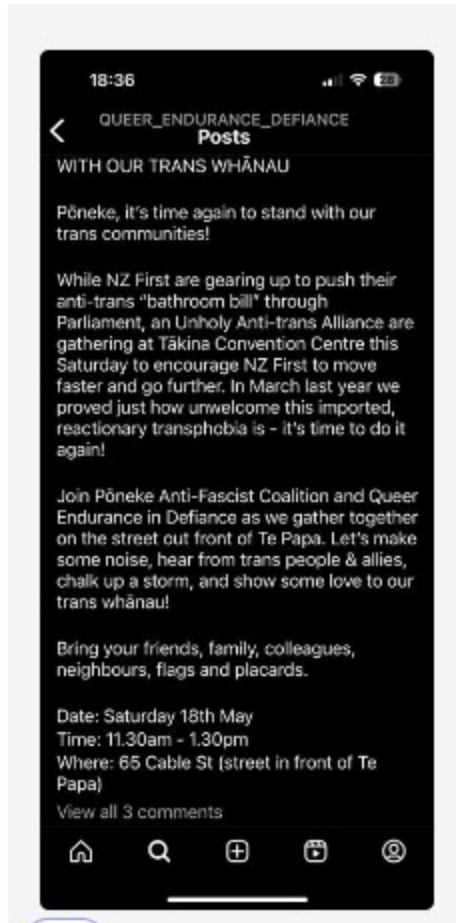 18:36
28
QUEER_ENDURANCE_DEFIANCE
Posts
WITH OUR TRANS WHĀNAU
Pōneke, it's time again to stand with our
trans communities!
While NZ First are gearing up to push their
anti-trans "bathroom bill" through
Parliament, an Unholy Anti-trans Alliance are
gathering at Tākina Convention Centre this
Saturday to encourage NZ First to move
faster and go further. In March last year we
proved just how unwelcome this imported,
reactionary transphobia is - it's time to do it
again!
Join Pōneke Anti-Fascist Coalition and Queer
Endurance in Defiance as we gather together
on the street out front of Te Papa. Let's make
some noise, hear from trans people & allies,
chalk up a storm, and show some love to our
trans whānau!
Bring your friends, family, colleagues,
neighbours, flags and placards.
Date: Saturday 18th May
Time: 11.30am - 1.30pm
Where: 65 Cable St (street in front of Te
Papa)
View all 3 comments